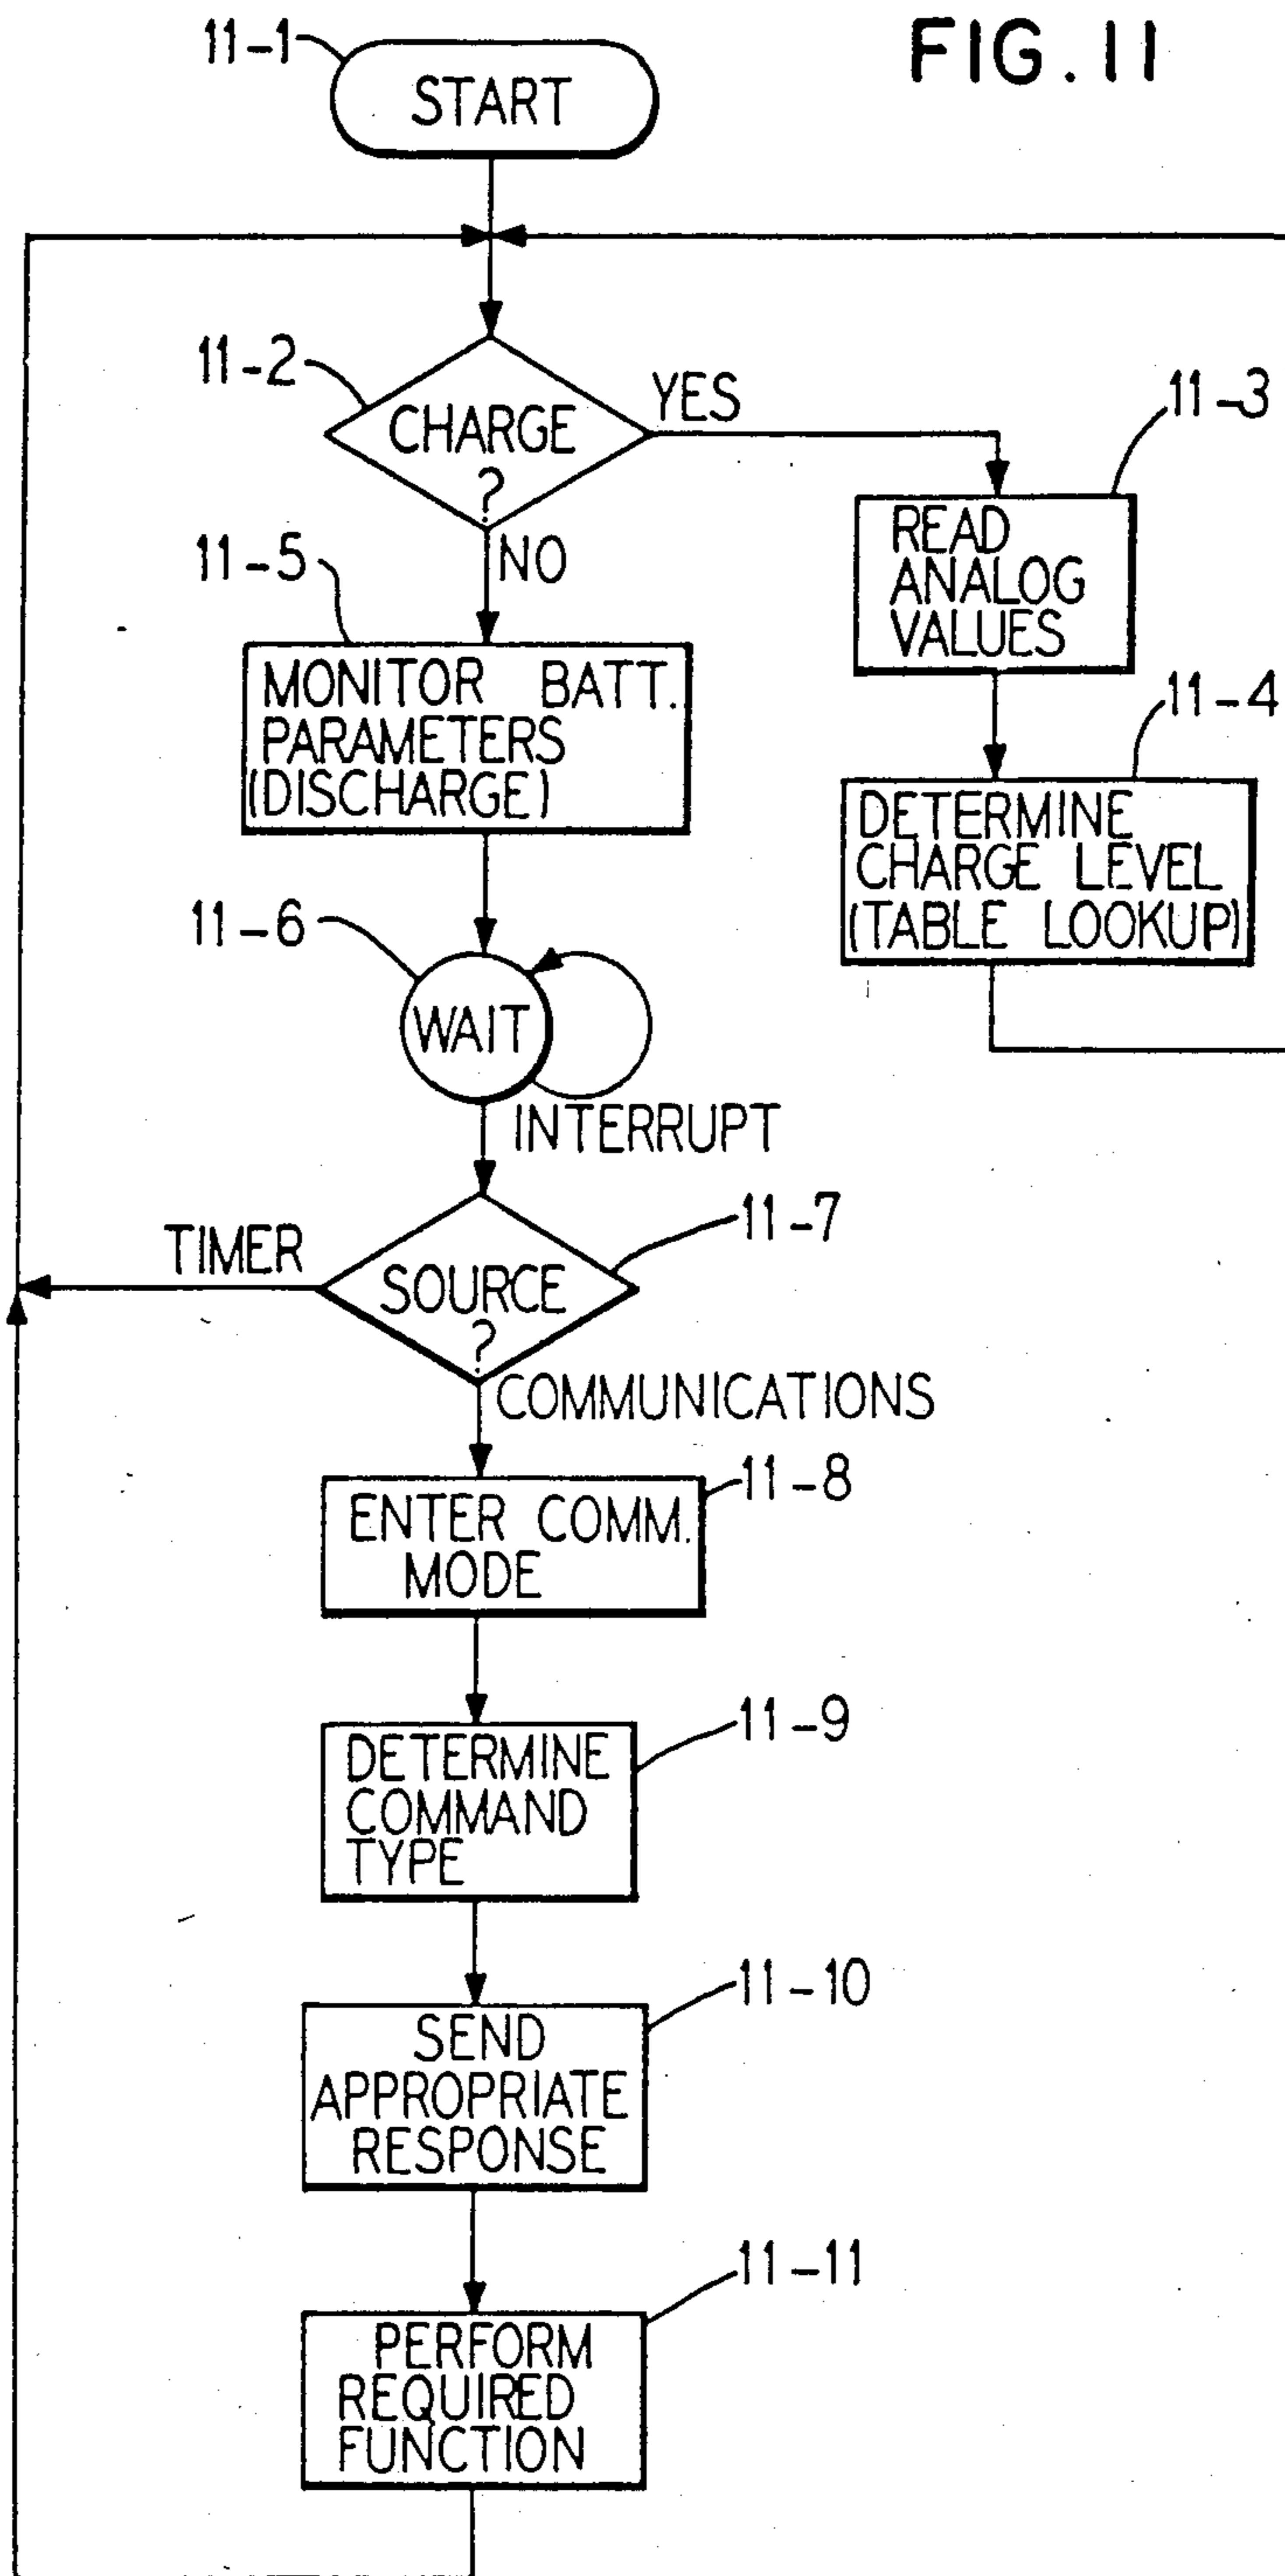 FIG. 11
11-1
START
11-2
CHARGE
?
YES
NO
11-3
READ
ANALOG
VALUES
11-4
DETERMINE
CHARGE LEVEL
(TABLE LOOKUP)
11-5
MONITOR BATT.
PARAMETERS
(DISCHARGE)
11-6
WAIT
INTERRUPT
11-7
TIMER
SOURCE
?
COMMUNICATIONS
11-8
ENTER COMM.
MODE
11-9
DETERMINE
COMMAND
TYPE
11-10
SEND
APPROPRIATE
RESPONSE
11-11
PERFORM
REQUIRED
FUNCTION